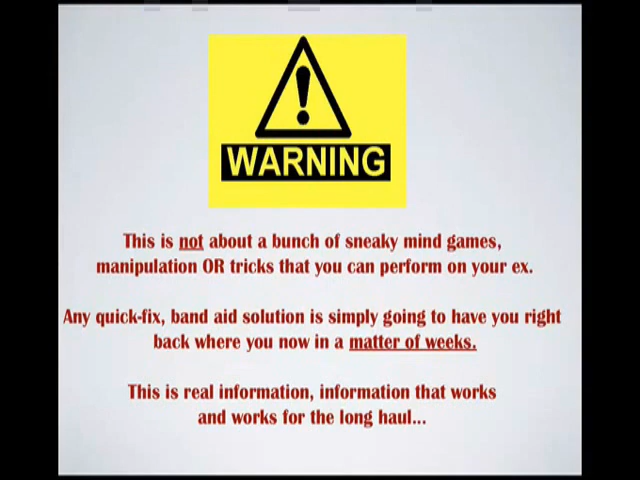 WARNING
This is not about a bunch of sneaky mind games,
manipulation OR tricks that you can perform on your ex.
Any quick-fix, band aid solution is simply going to have you right
back where you now in a matter of weeks.
This is real information, information that works
and works for the long haul...